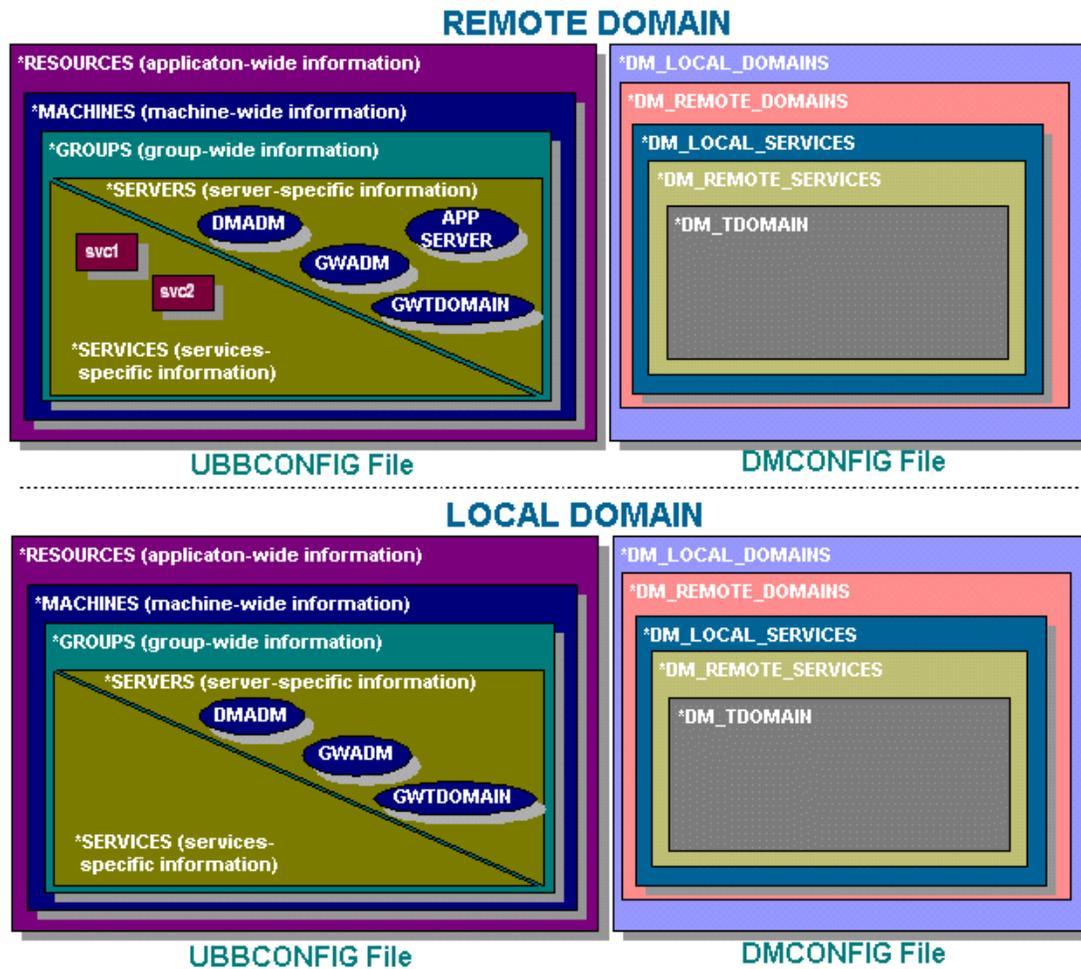 REMOTE DOMAIN
*RESOURCES (applicaton-wide information)
*MACHINES (machine-wide information)
*GROUPS (group-wide information)
*SERVERS (server-specific information)
DMADM
APP
SERVER
svc1
GWADM
svc2
GWTDOMAIN
*SERVICES (services-
specific information)
UBBCONFIG File
*DM_LOCAL_DOMAINS
*DM_REMOTE_DOMAINS
*DM_LOCAL_SERVICES
*DM_REMOTE_SERVICES
*DM_TDOMAIN
DMCONFIG File
LOCAL DOMAIN
*RESOURCES (applicaton-wide information)
*MACHINES (machine-wide information)
*GROUPS (group-wide information)
*SERVERS (server-specific information)
DMADM
GWADM
GWTDOMAIN
*SERVICES (services-
specific information)
UBBCONFIG File
*DM_LOCAL_DOMAINS
*DM_REMOTE_DOMAINS
*DM_LOCAL_SERVICES
*DM_REMOTE_SERVICES
*DM_TDOMAIN
DMCONFIG File